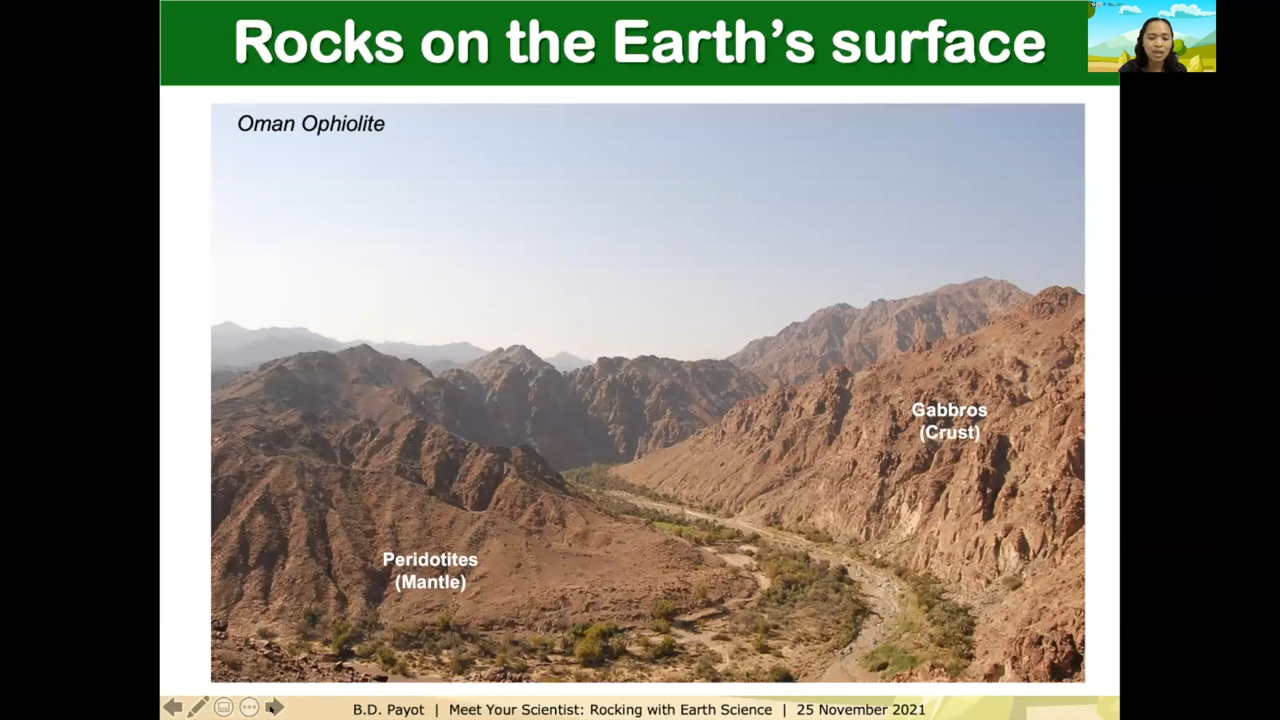 Rocks on the Earth's surface
Oman Ophiolite
Gabbros
(Crust)
Peridotites
(Mantle)
B.D. Payot | Meet Your Scientist: Rocking with Earth Science | 25 November 2021